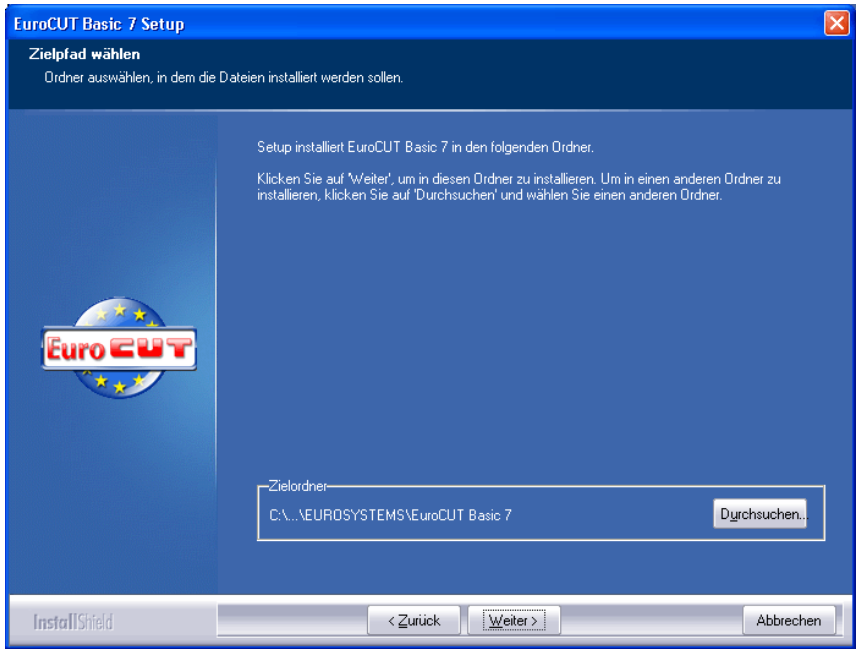 EuroCUT Basic 7 Setup
Zielpfad wählen
Ordner auswählen, in dem die Dateien installiert werden sollen.
Setup installiert EuroCUT Basic 7 in den folgenden Ordner.
Klicken Sie auf 'Weiter', um in diesen Ordner zu installieren. Um in einen anderen Ordner zu
installieren, klicken Sie auf 'Durchsuchen' und wählen Sie einen anderen Ordner.
Euro CUT
Zielordner
C:\...\EUROSYSTEMS\EuroCUT Basic 7
Durchsuchen...
InstallShield
< Zurück
Weiter >
Abbrechen